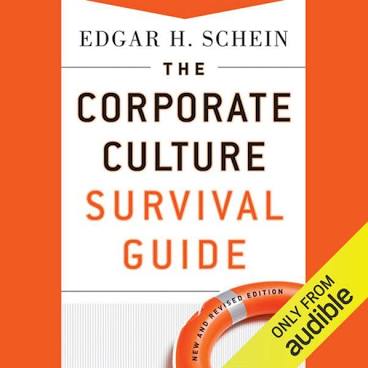 EDGAR H. SCHEIN
THE
CORPORATE
CULTURE
SURVIVAL
GUIDE
NEW AND REVISED EDITION
ONLY FROM
audible